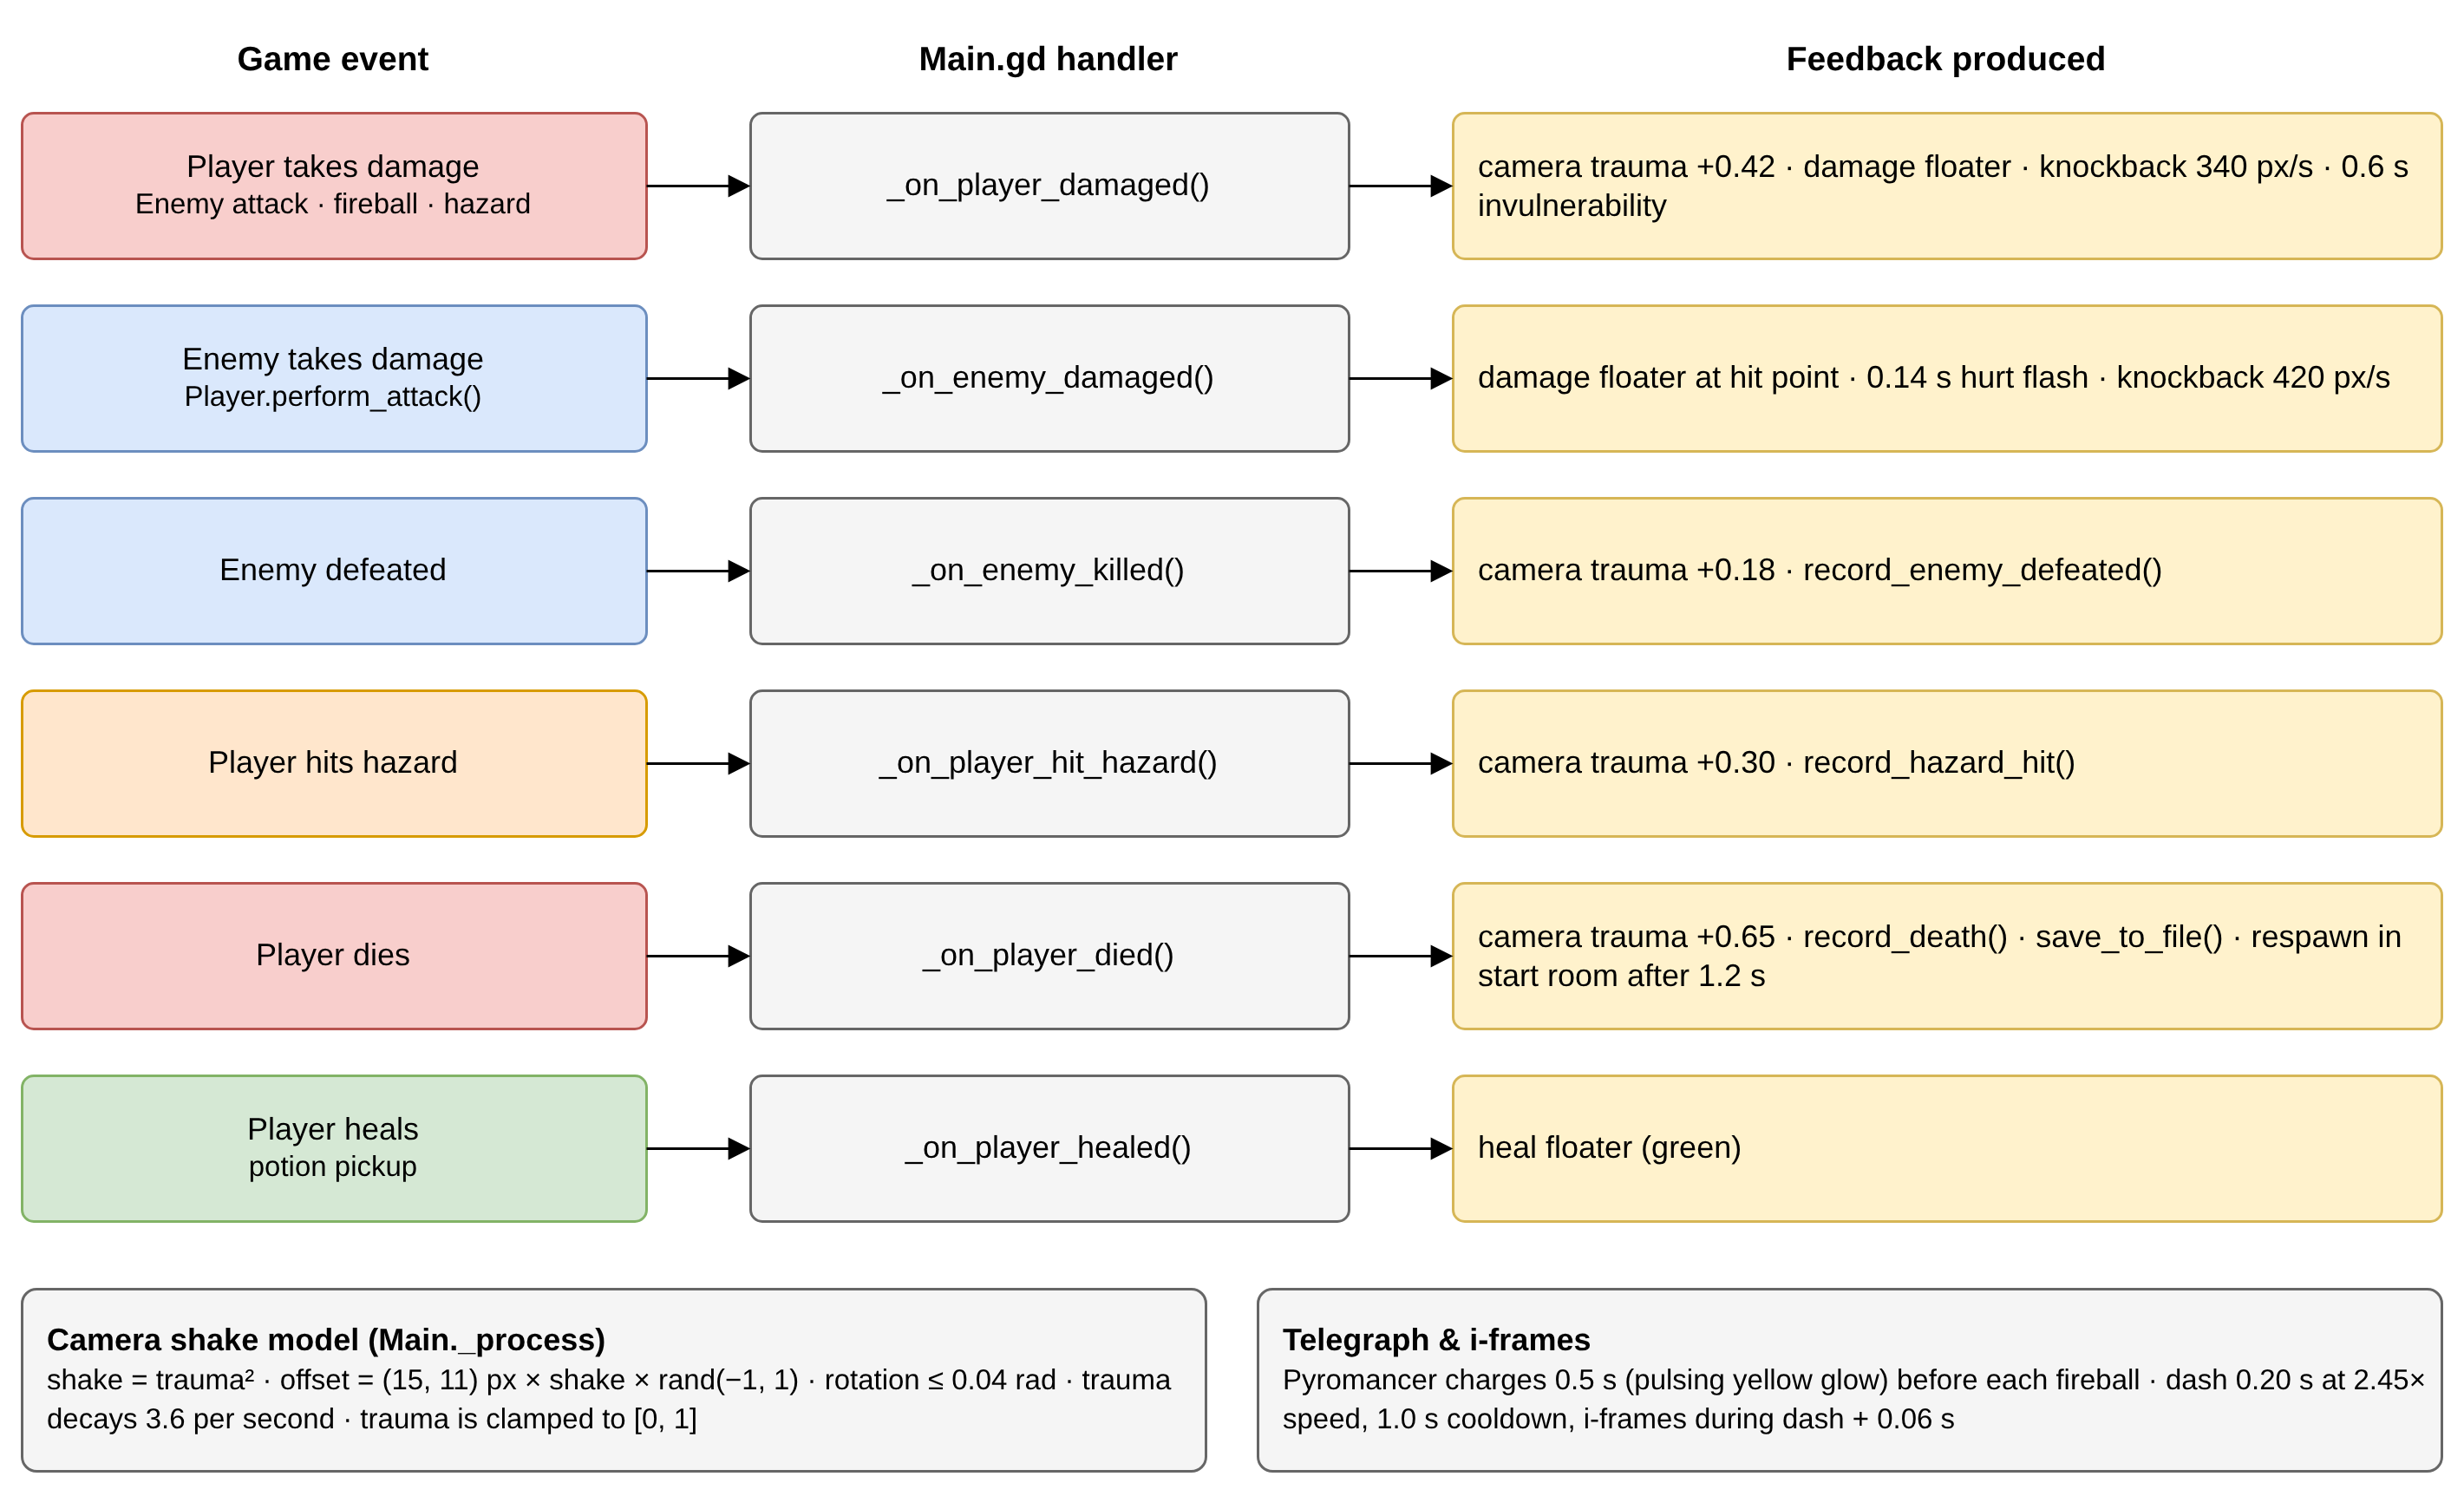 Game event
Main.gd handler
Feedback produced
Player takes damage
Enemy attack · fireball · hazard
_on_player_damaged()
camera trauma +0.42 · damage floater · knockback 340 px/s · 0.6 s
invulnerability
Enemy takes damage
Player.perform_attack()
_on_enemy_damaged()
damage floater at hit point · 0.14 s hurt flash · knockback 420 px/s
Enemy defeated
_on_enemy_killed()
camera trauma +0.18 · record_enemy_defeated()
Player hits hazard
_on_player_hit_hazard()
camera trauma +0.30 · record_hazard_hit()
Player dies
_on_player_died()
camera trauma +0.65 · record_death() · save_to_file() · respawn in
start room after 1.2 s
Player heals
potion pickup
_on_player_healed()
heal floater (green)
Camera shake model (Main._process)
shake = trauma² · offset = (15, 11) px × shake × rand(−1, 1) · rotation ≤ 0.04 rad · trauma
decays 3.6 per second · trauma is clamped to [0, 1]
Telegraph & i-frames
Pyromancer charges 0.5 s (pulsing yellow glow) before each fireball · dash 0.20 s at 2.45×
speed, 1.0 s cooldown, i-frames during dash + 0.06 s